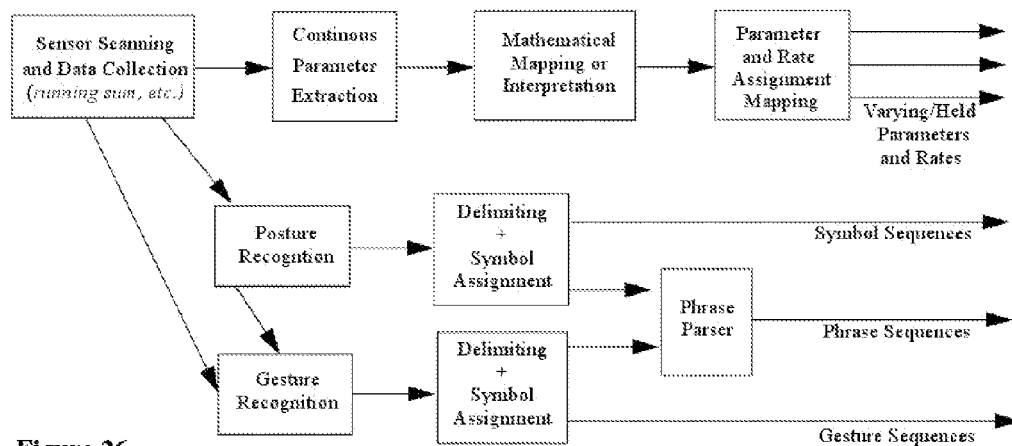 Sensor Scanning
and Data Collection
(running sum, etc.)
Continous
Parameter
Extraction
Mathematical
Mapping or
Interpretation
Parameter
and Rate
Assignment
Mapping
Varying/Held
Parameters
and Rates
Posture
Recogntion
Delimiting
+
Symbol
Assignment
Symbol Sequences
Phrase
Parser
Phrase Sequences
Gesture
Recognition
Delimiting
+
Symbol
Assignment
Gesture Sequences
Figure 26